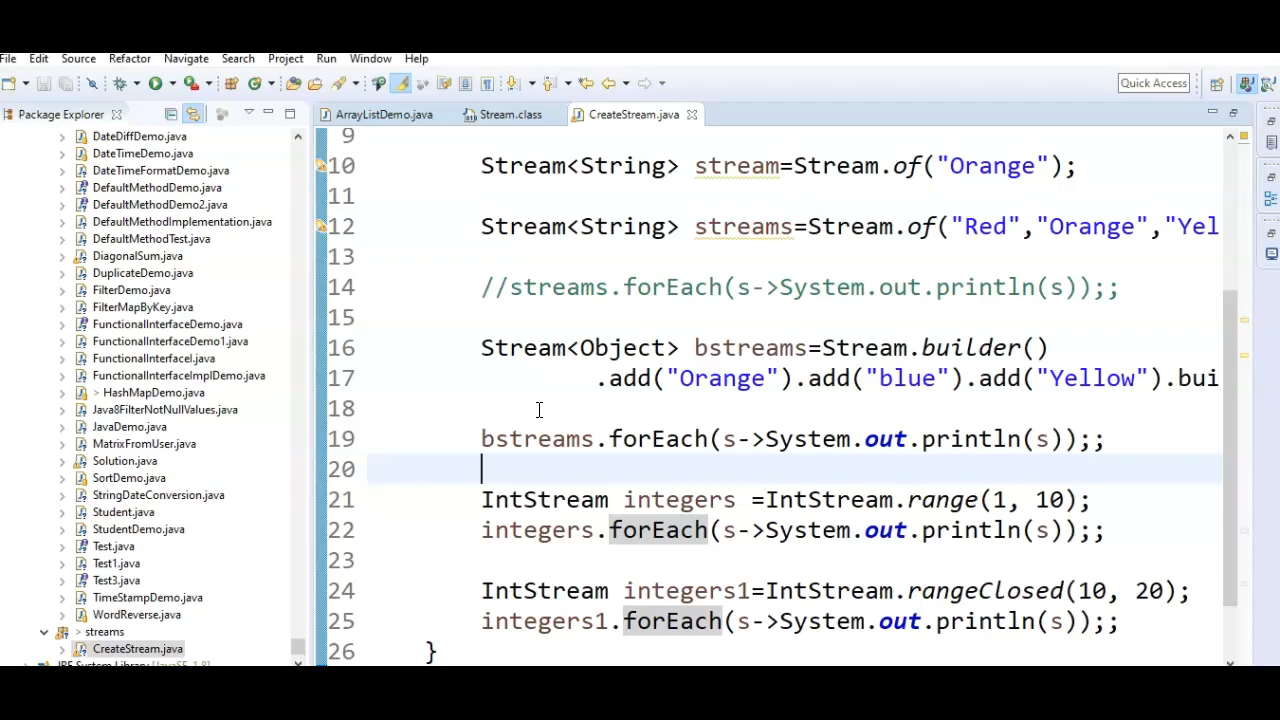 File Edit Source Refactor Navigate Search Project Run Window Help
Quick Access
Package Explorer
ArrayListDemo.java Stream.class CreateStream.java
DateDiffDemo.java
DateTimeDemo.java
DateTimeFormatDemo.java
DefaultMethodDemo.java
DefaultMethodDemo2.java
DefaultMethodImplementation.java
DefaultMethodTest.java
DiagonalSum.java
DuplicateDemo.java
FilterDemo.java
FilterMapByKey.java
FunctionalInterfaceDemo.java
FunctionalInterfaceDemo1.java
FunctionalInterfaceI.java
FunctionalInterfaceImplDemo.java
> HashMapDemo.java
Java8FilterNotNullValues.java
JavaDemo.java
MatrixFromUser.java
Solution.java
SortDemo.java
StringDateConversion.java
Student.java
StudentDemo.java
Test.java
Test1.java
Test3.java
TimeStampDemo.java
WordReverse.java
> streams
CreateStream.java
JRE System Library [JavaSE-1.8]
9
10 Stream<String> stream=Stream.of("Orange");
11
12 Stream<String> streams=Stream.of("Red","Orange","Yel
13
14 //streams.forEach(s->System.out.println(s));;
15
16 Stream<Object> bstreams=Stream.builder()
17 .add("Orange").add("blue").add("Yellow").bui
18
19 bstreams.forEach(s->System.out.println(s));;
20
21 IntStream integers =IntStream.range(1, 10);
22 integers.forEach(s->System.out.println(s));;
23
24 IntStream integers1=IntStream.rangeClosed(10, 20);
25 integers1.forEach(s->System.out.println(s));;
26 }